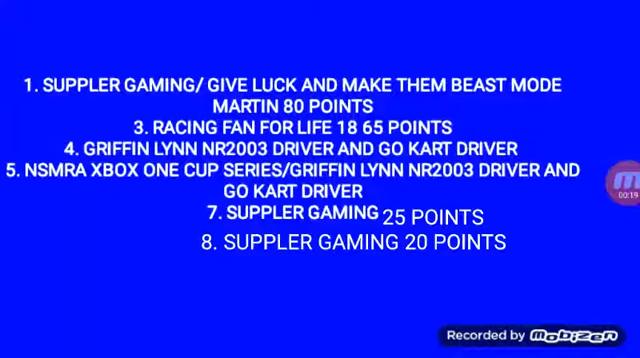 1. SUPPLER GAMING/ GIVE LUCK AND MAKE THEM BEAST MODE
MARTIN 80 POINTS
3. RACING FAN FOR LIFE 18 65 POINTS
4. GRIFFIN LYNN NR2003 DRIVER AND GO KART DRIVER
5. NSMRA XBOX ONE CUP SERIES/GRIFFIN LYNN NR2003 DRIVER AND
GO KART DRIVER
7. SUPPLER GAMING 25 POINTS
8. SUPPLER GAMING 20 POINTS
00:19
Recorded by mobizen